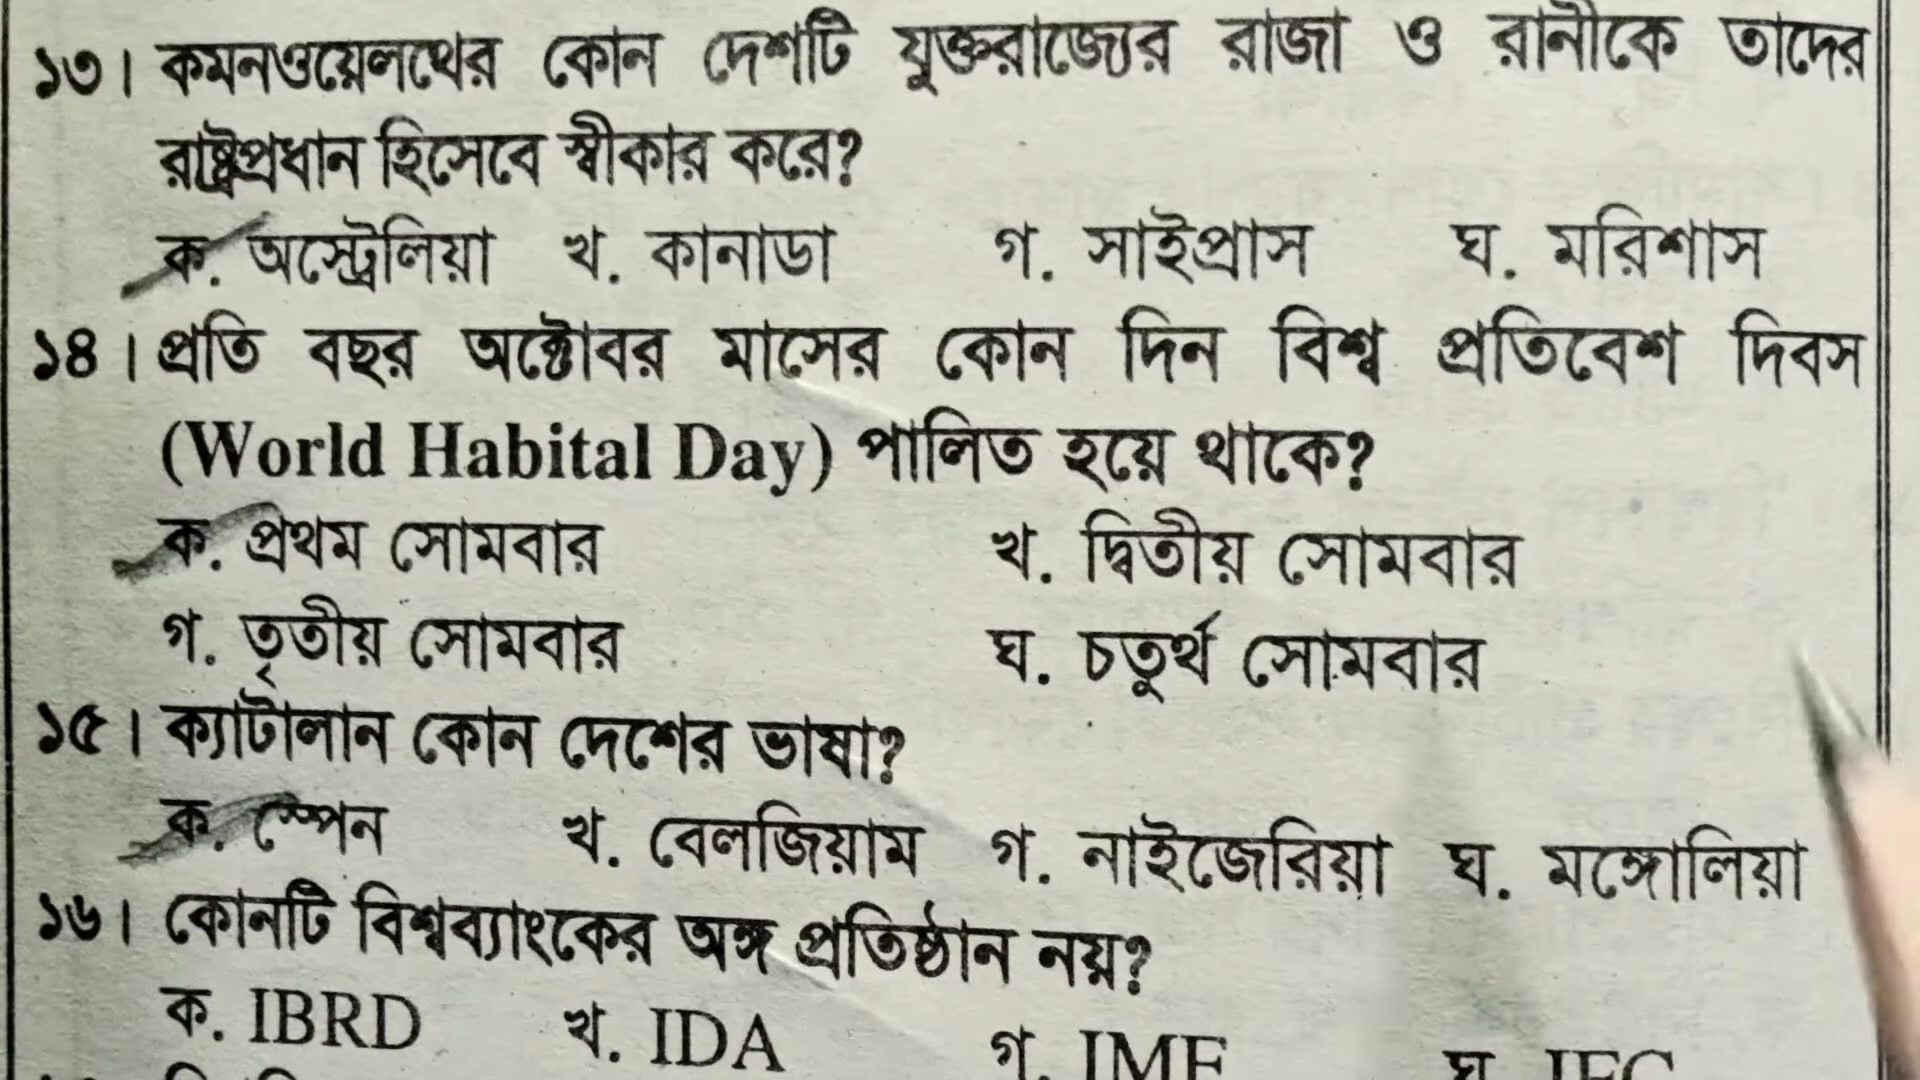 ১৩। কমনওয়েলথের কোন দেশটি যুক্তরাজ্যের রাজা ও রানীকে তাদের
রাষ্ট্রপ্রধান হিসেবে স্বীকার করে?
ক. অস্ট্রেলিয়া খ. কানাডা গ. সাইপ্রাস ঘ. মরিশাস
১৪। প্রতি বছর অক্টোবর মাসের কোন দিন বিশ্ব প্রতিবেশ দিবস
(World Habital Day) পালিত হয়ে থাকে?
ক. প্রথম সোমবার খ. দ্বিতীয় সোমবার
গ. তৃতীয় সোমবার ঘ. চতুর্থ সোমবার
১৫। ক্যাটালান কোন দেশের ভাষা?
ক. স্পেন খ. বেলজিয়াম গ. নাইজেরিয়া ঘ. মঙ্গোলিয়া
১৬। কোনটি বিশ্বব্যাংকের অঙ্গ প্রতিষ্ঠান নয়?
ক. IBRD খ. IDA গ. IMF ঘ. IFC